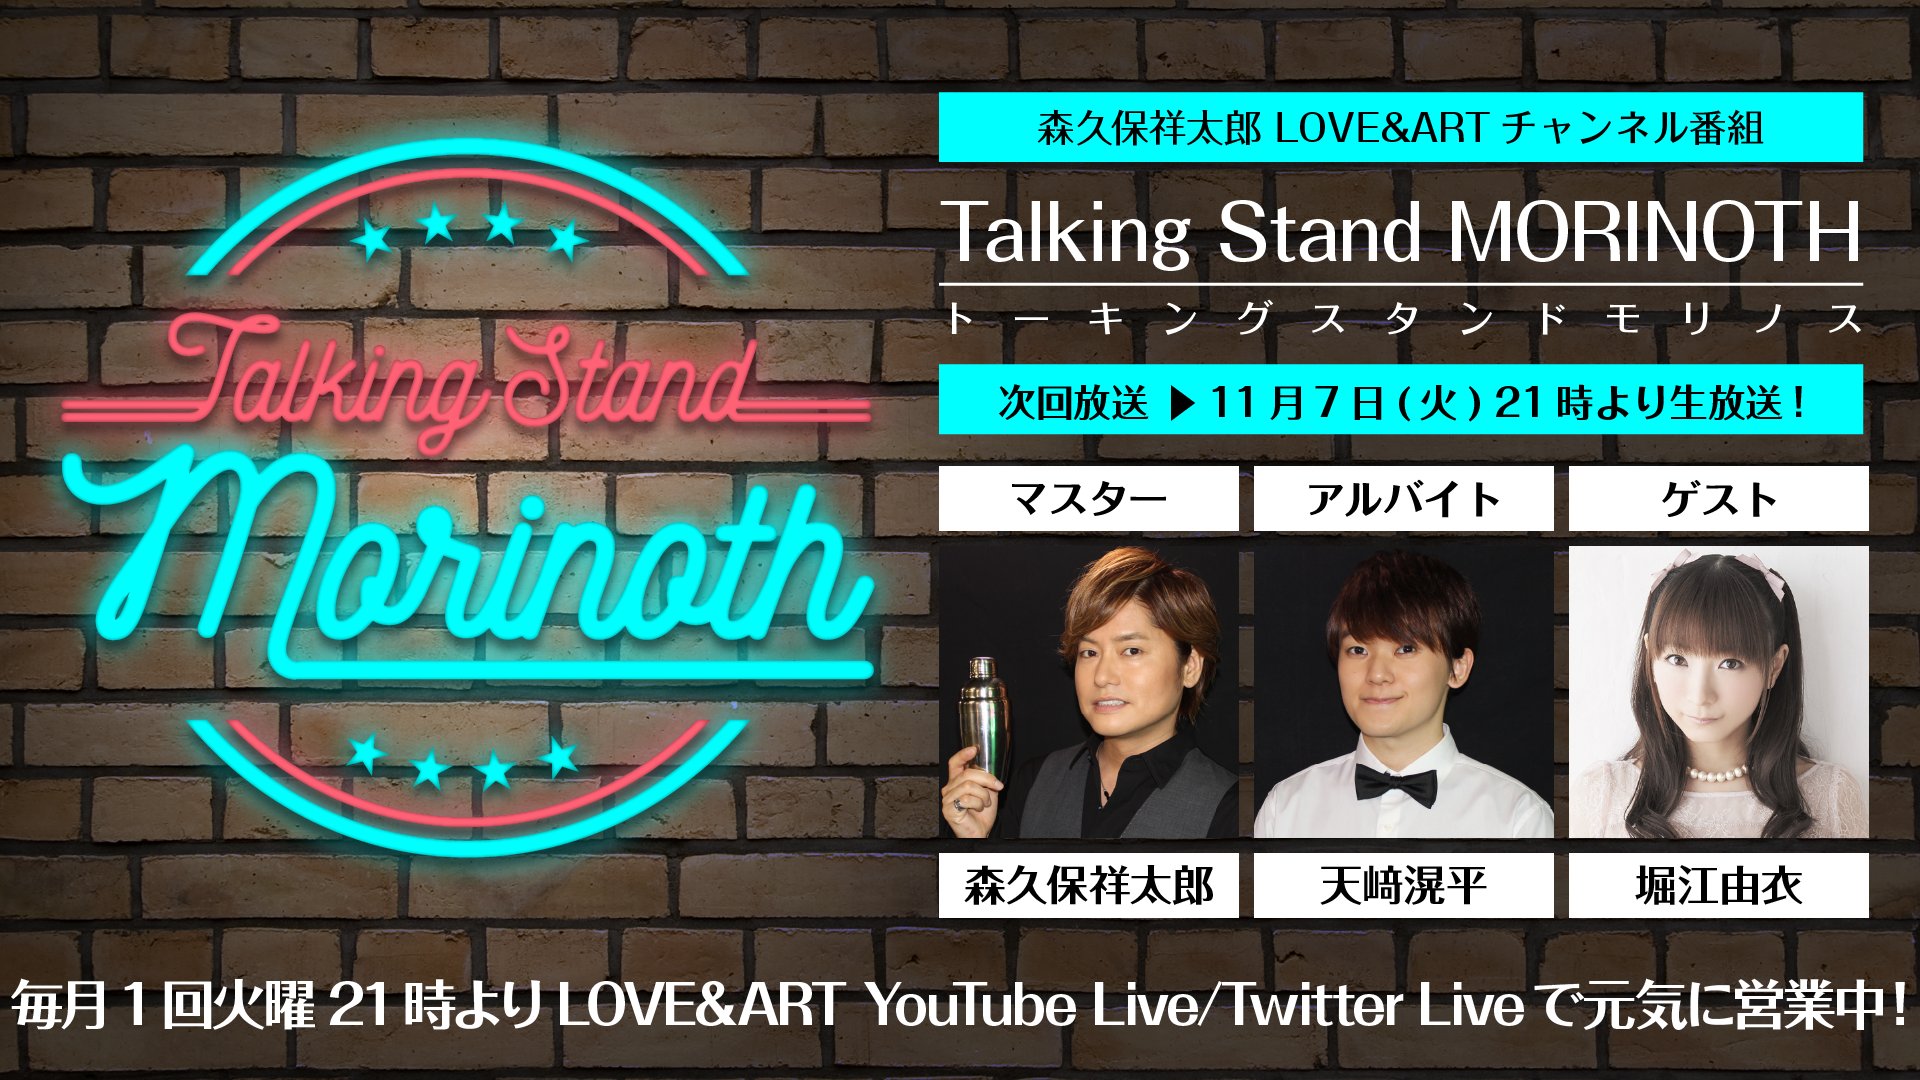 Talking Stand
Morinoth
森久保祥太郎 LOVE&ART チャンネル番組
Talking Stand MORINOTH
トーキングスタンドモリノス
次回放送 ▶ 11月7日(火)21時より生放送!
マスター
アルバイト
ゲスト
森久保祥太郎
天﨑滉平
堀江由衣
毎月1回火曜21時より LOVE&ART YouTube Live/Twitter Live で元気に営業中!